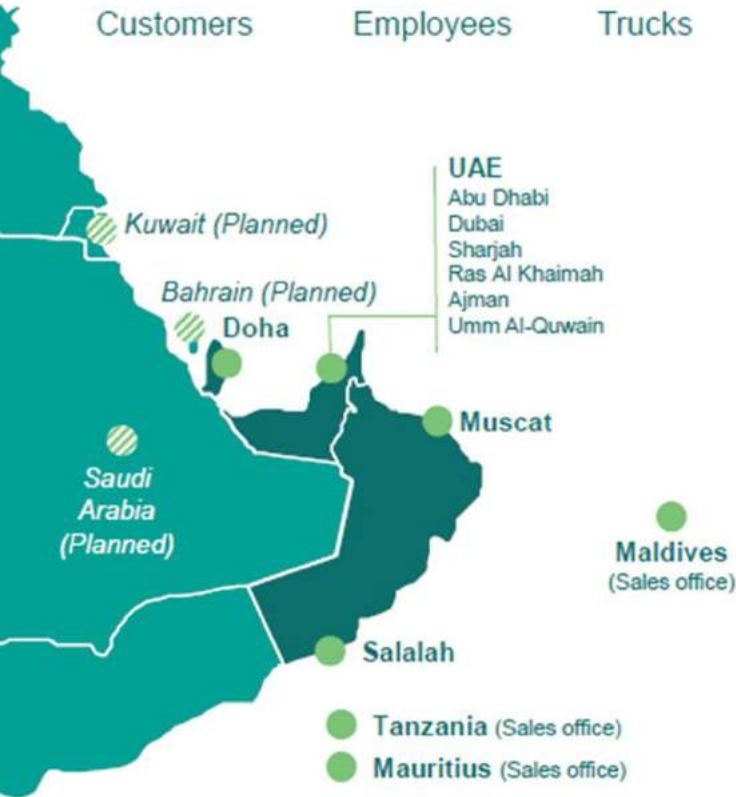 Customers Employees Trucks
UAE
Abu Dhabi
Dubai
Sharjah
Ras Al Khaimah
Ajman
Umm Al-Quwain
Kuwait (Planned)
Bahrain (Planned)
Doha
Muscat
Saudi
Arabia
(Planned)
Maldives
(Sales office)
Salalah
Tanzania (Sales office)
Mauritius (Sales office)